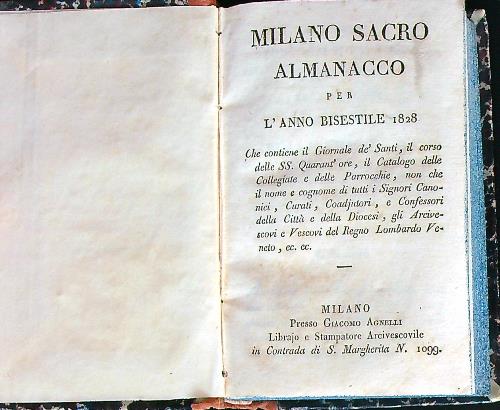 MILANO SACRO
ALMANACCO
PER
L'ANNO BISESTILE 1828
Che contiene il Giornale de' Santi, il corso
delle SS. Quarant' ore, il Catalogo delle
Collegiate e delle Parrocchie, non che
il nome e cognome di tutti i Signori Cano-
nici, Curati, Coadjutori, e Confessori
della Città e della Diocesi, gli Arcive-
scovi e Vescovi del Regno Lombardo Ve-
neto, ec. ec.
MILANO
Presso GIACOMO AGNELLI
Librajo e Stampatore Arcivescovile
in Contrada di S. Margherita N. 1099.